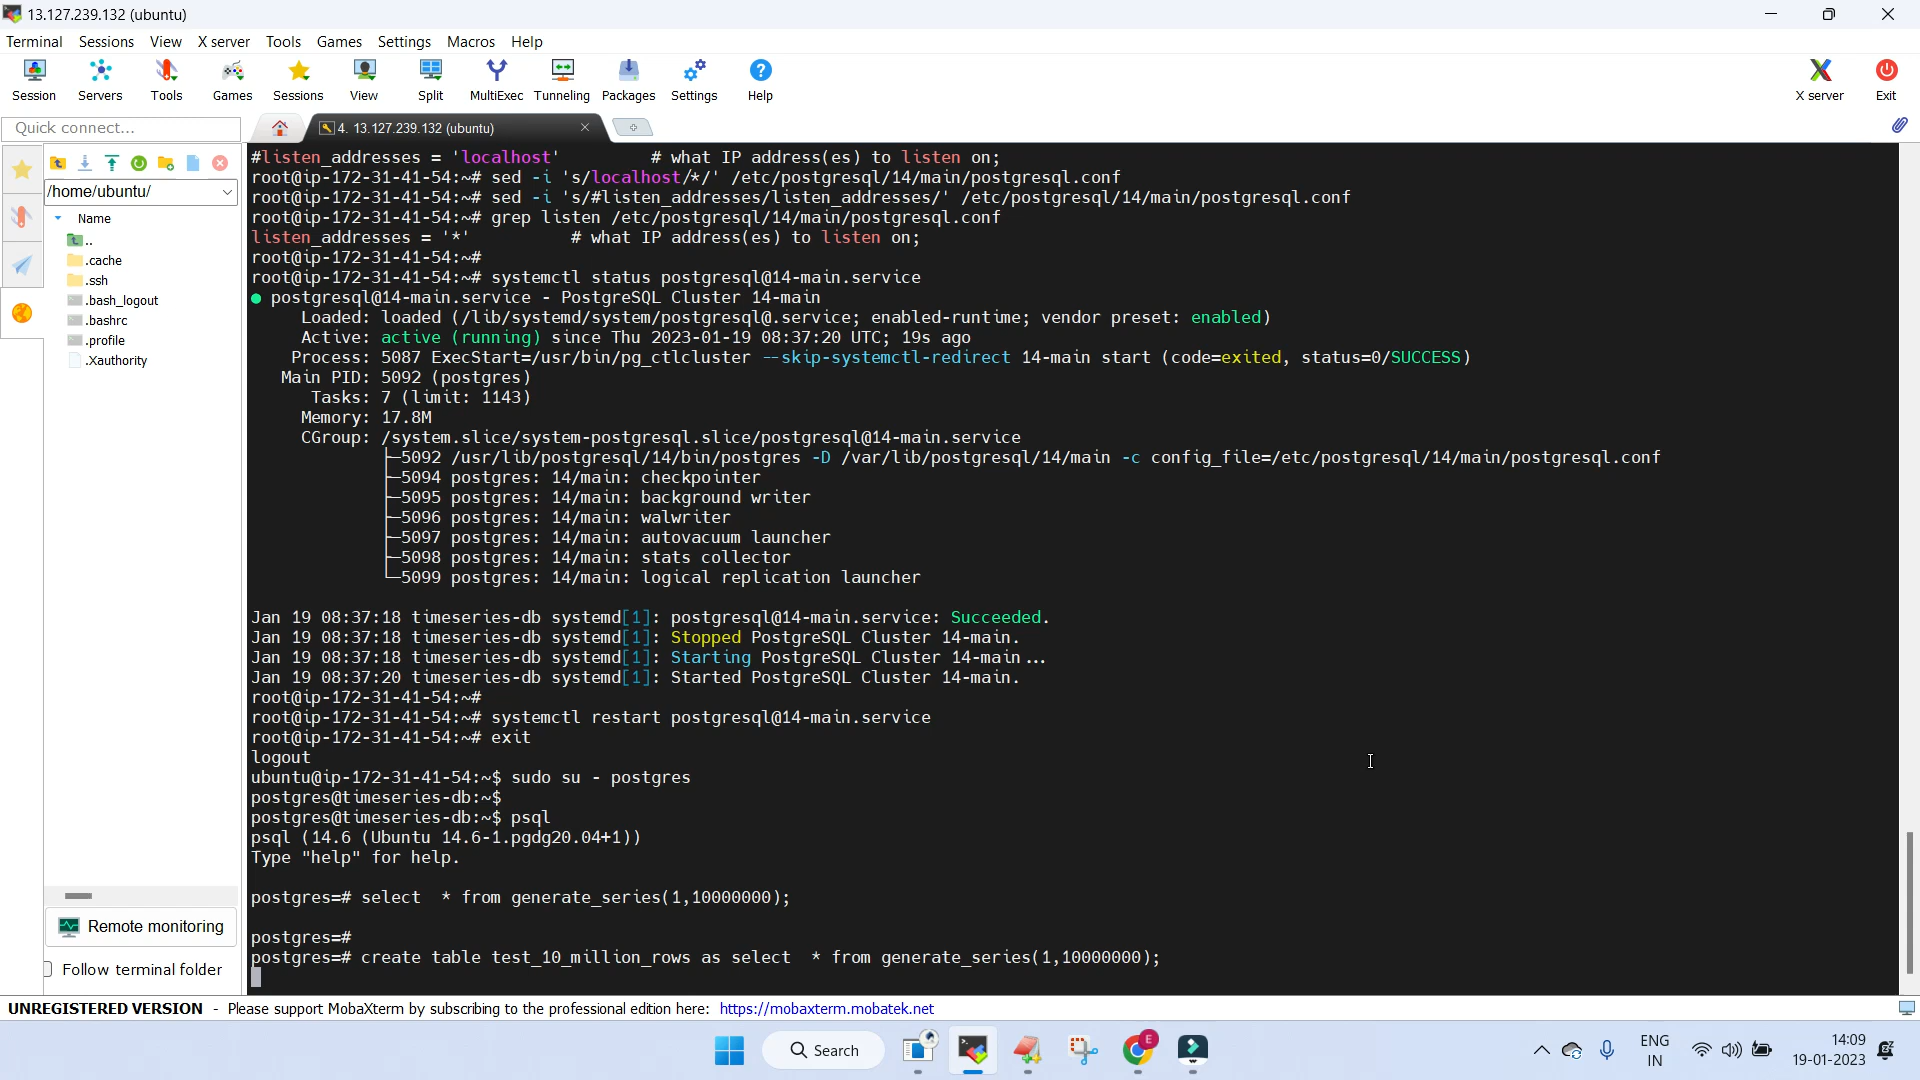 13.127.239.132 (ubuntu)
Terminal Sessions View X server Tools Games Settings Macros Help
Session Servers Tools Games Sessions View Split MultiExec Tunneling Packages Settings Help X server Exit
Quick connect...
4. 13.127.239.132 (ubuntu)
/home/ubuntu/
Name
..
.cache
.ssh
.bash_logout
.bashrc
.profile
.Xauthority
Remote monitoring
Follow terminal folder
#listen_addresses = 'localhost'         # what IP address(es) to listen on;
root@ip-172-31-41-54:~# sed -i 's/localhost/*/' /etc/postgresql/14/main/postgresql.conf
root@ip-172-31-41-54:~# sed -i 's/#listen_addresses/listen_addresses/' /etc/postgresql/14/main/postgresql.conf
root@ip-172-31-41-54:~# grep listen /etc/postgresql/14/main/postgresql.conf
listen_addresses = '*'          # what IP address(es) to listen on;
root@ip-172-31-41-54:~#
root@ip-172-31-41-54:~# systemctl status postgresql@14-main.service
● postgresql@14-main.service - PostgreSQL Cluster 14-main
     Loaded: loaded (/lib/systemd/system/postgresql@.service; enabled-runtime; vendor preset: enabled)
     Active: active (running) since Thu 2023-01-19 08:37:20 UTC; 19s ago
    Process: 5087 ExecStart=/usr/bin/pg_ctlcluster --skip-systemctl-redirect 14-main start (code=exited, status=0/SUCCESS)
   Main PID: 5092 (postgres)
      Tasks: 7 (limit: 1143)
     Memory: 17.8M
     CGroup: /system.slice/system-postgresql.slice/postgresql@14-main.service
             ├─5092 /usr/lib/postgresql/14/bin/postgres -D /var/lib/postgresql/14/main -c config_file=/etc/postgresql/14/main/postgresql.conf
             ├─5094 postgres: 14/main: checkpointer
             ├─5095 postgres: 14/main: background writer
             ├─5096 postgres: 14/main: walwriter
             ├─5097 postgres: 14/main: autovacuum launcher
             ├─5098 postgres: 14/main: stats collector
             └─5099 postgres: 14/main: logical replication launcher
Jan 19 08:37:18 timeseries-db systemd[1]: postgresql@14-main.service: Succeeded.
Jan 19 08:37:18 timeseries-db systemd[1]: Stopped PostgreSQL Cluster 14-main.
Jan 19 08:37:18 timeseries-db systemd[1]: Starting PostgreSQL Cluster 14-main...
Jan 19 08:37:20 timeseries-db systemd[1]: Started PostgreSQL Cluster 14-main.
root@ip-172-31-41-54:~#
root@ip-172-31-41-54:~# systemctl restart postgresql@14-main.service
root@ip-172-31-41-54:~# exit
logout
ubuntu@ip-172-31-41-54:~$ sudo su - postgres
postgres@timeseries-db:~$
postgres@timeseries-db:~$ psql
psql (14.6 (Ubuntu 14.6-1.pgdg20.04+1))
Type "help" for help.
postgres=# select  * from generate_series(1,10000000);
postgres=#
postgres=# create table test_10_million_rows as select  * from generate_series(1,10000000);
UNREGISTERED VERSION - Please support MobaXterm by subscribing to the professional edition here: https://mobaxterm.mobatek.net
Search
E
ENG
IN
14:09
19-01-2023